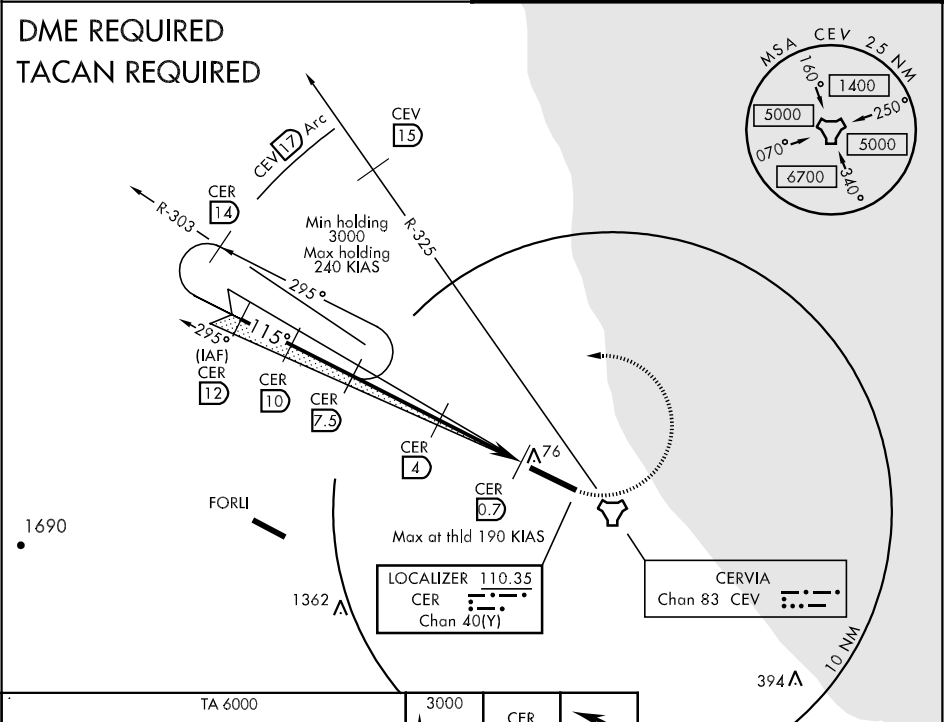 DME REQUIRED
TACAN REQUIRED
MSA CEV 25 NM
160°
1400
250°
5000
070°
5000
6700
340°
CEV 17 Arc
CEV
15
CER
14
R-303
R-325
Min holding
3000
Max holding
240 KIAS
295°
115°
295°
(IAF)
CER
12
CER
10
CER
7.5
CER
4
76
CER
0.7
Max at thld 190 KIAS
FORLI
1690
1362
LOCALIZER 110.35
CER
Chan 40(Y)
CERVIA
Chan 83 CEV
10 NM
394
TA 6000
3000
CER